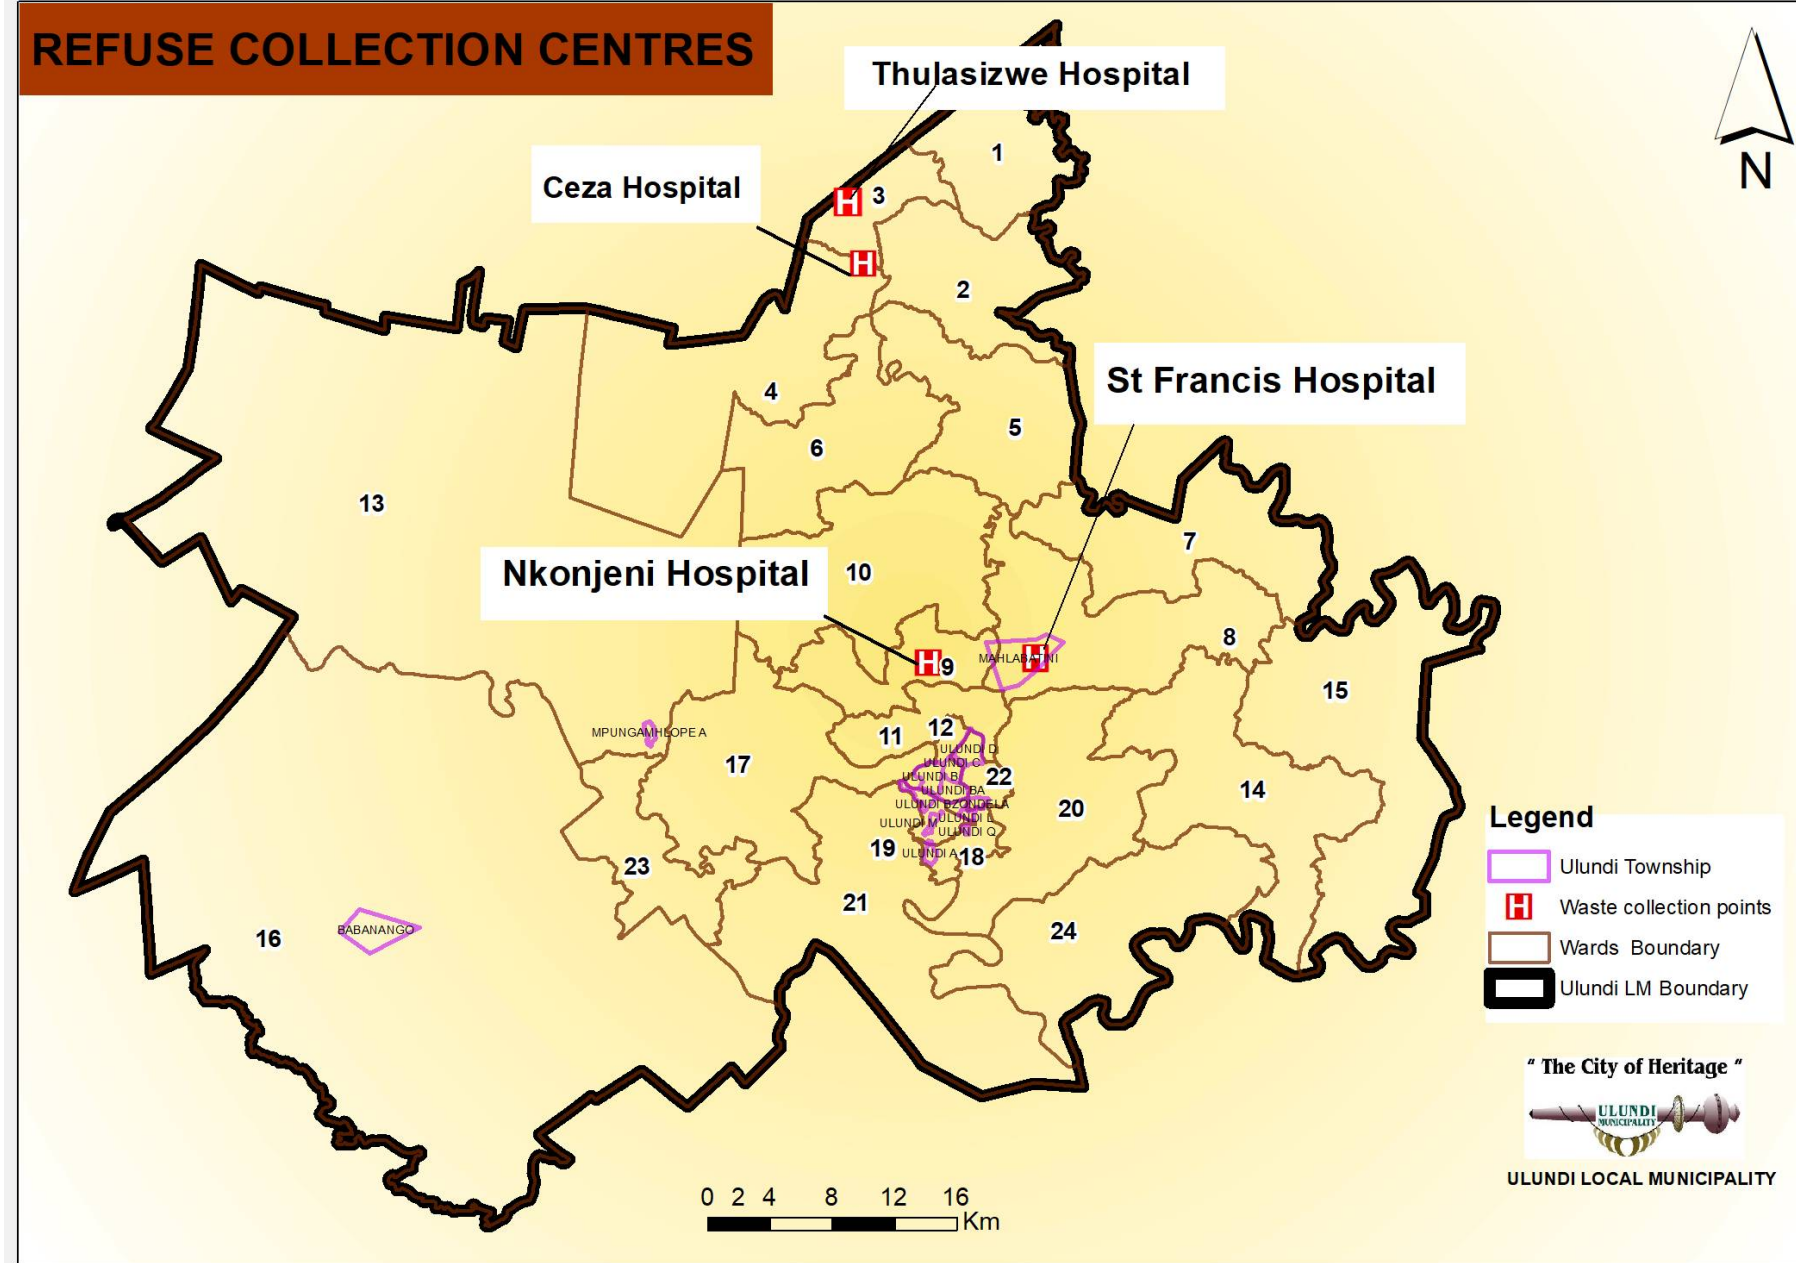 REFUSE COLLECTION CENTRES
Thulasizwe Hospital
N
1
Ceza Hospital
H
3
H
2
St Francis Hospital
4
5
6
13
7
Nkonjeni Hospital
10
8
H
9
MAHLABATINI
H
15
MPUNGAMHLOPE A
11
12
ULUNDI D
17
ULUNDI C
ULUNDI B
22
ULUNDI BA
14
ULUNDI BZONDELA
20
ULUNDI M
ULUNDI L
ULUNDI Q
19
ULUNDI A
18
23
21
16
BABANANGO
24
Legend
Ulundi Township
H
Waste collection points
Wards Boundary
Ulundi LM Boundary
" The City of Heritage "
ULUNDI
MUNICIPALITY
ULUNDI LOCAL MUNICIPALITY
0 2 4 8 12 16
Km